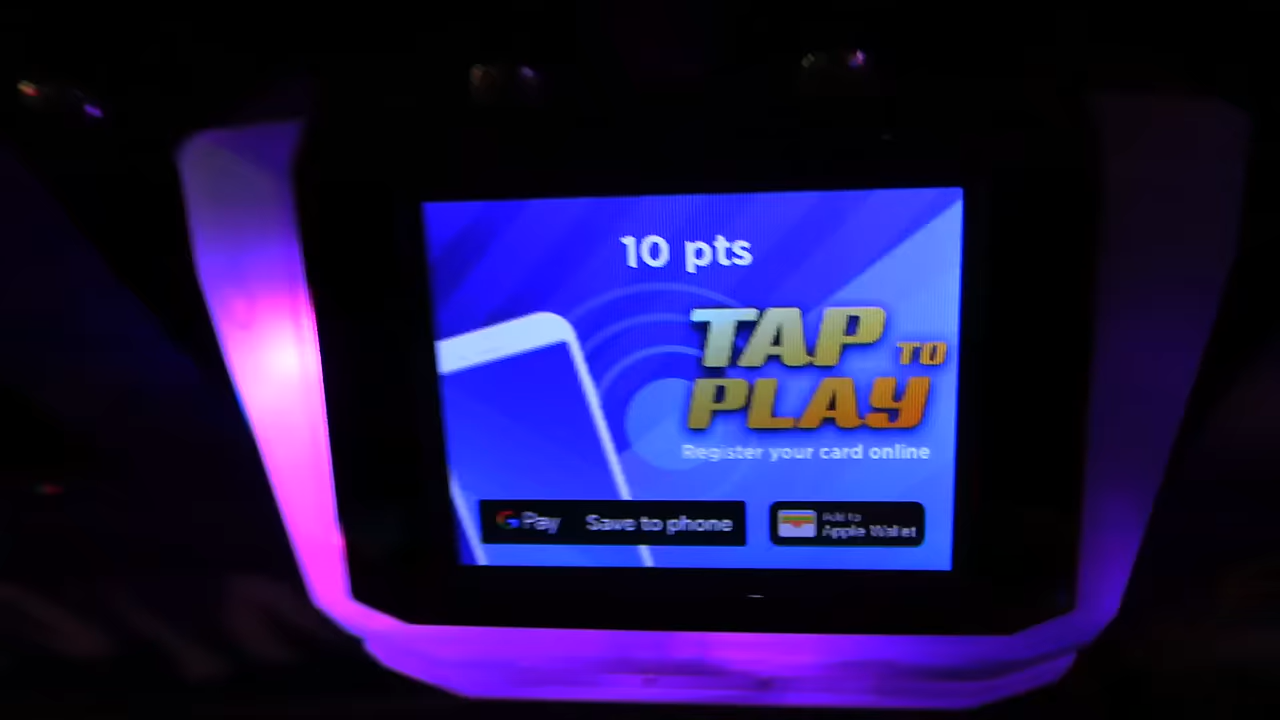 10 pts
TAP TO
PLAY
Register your card online
G Pay Save to phone
Add to
Apple Wallet